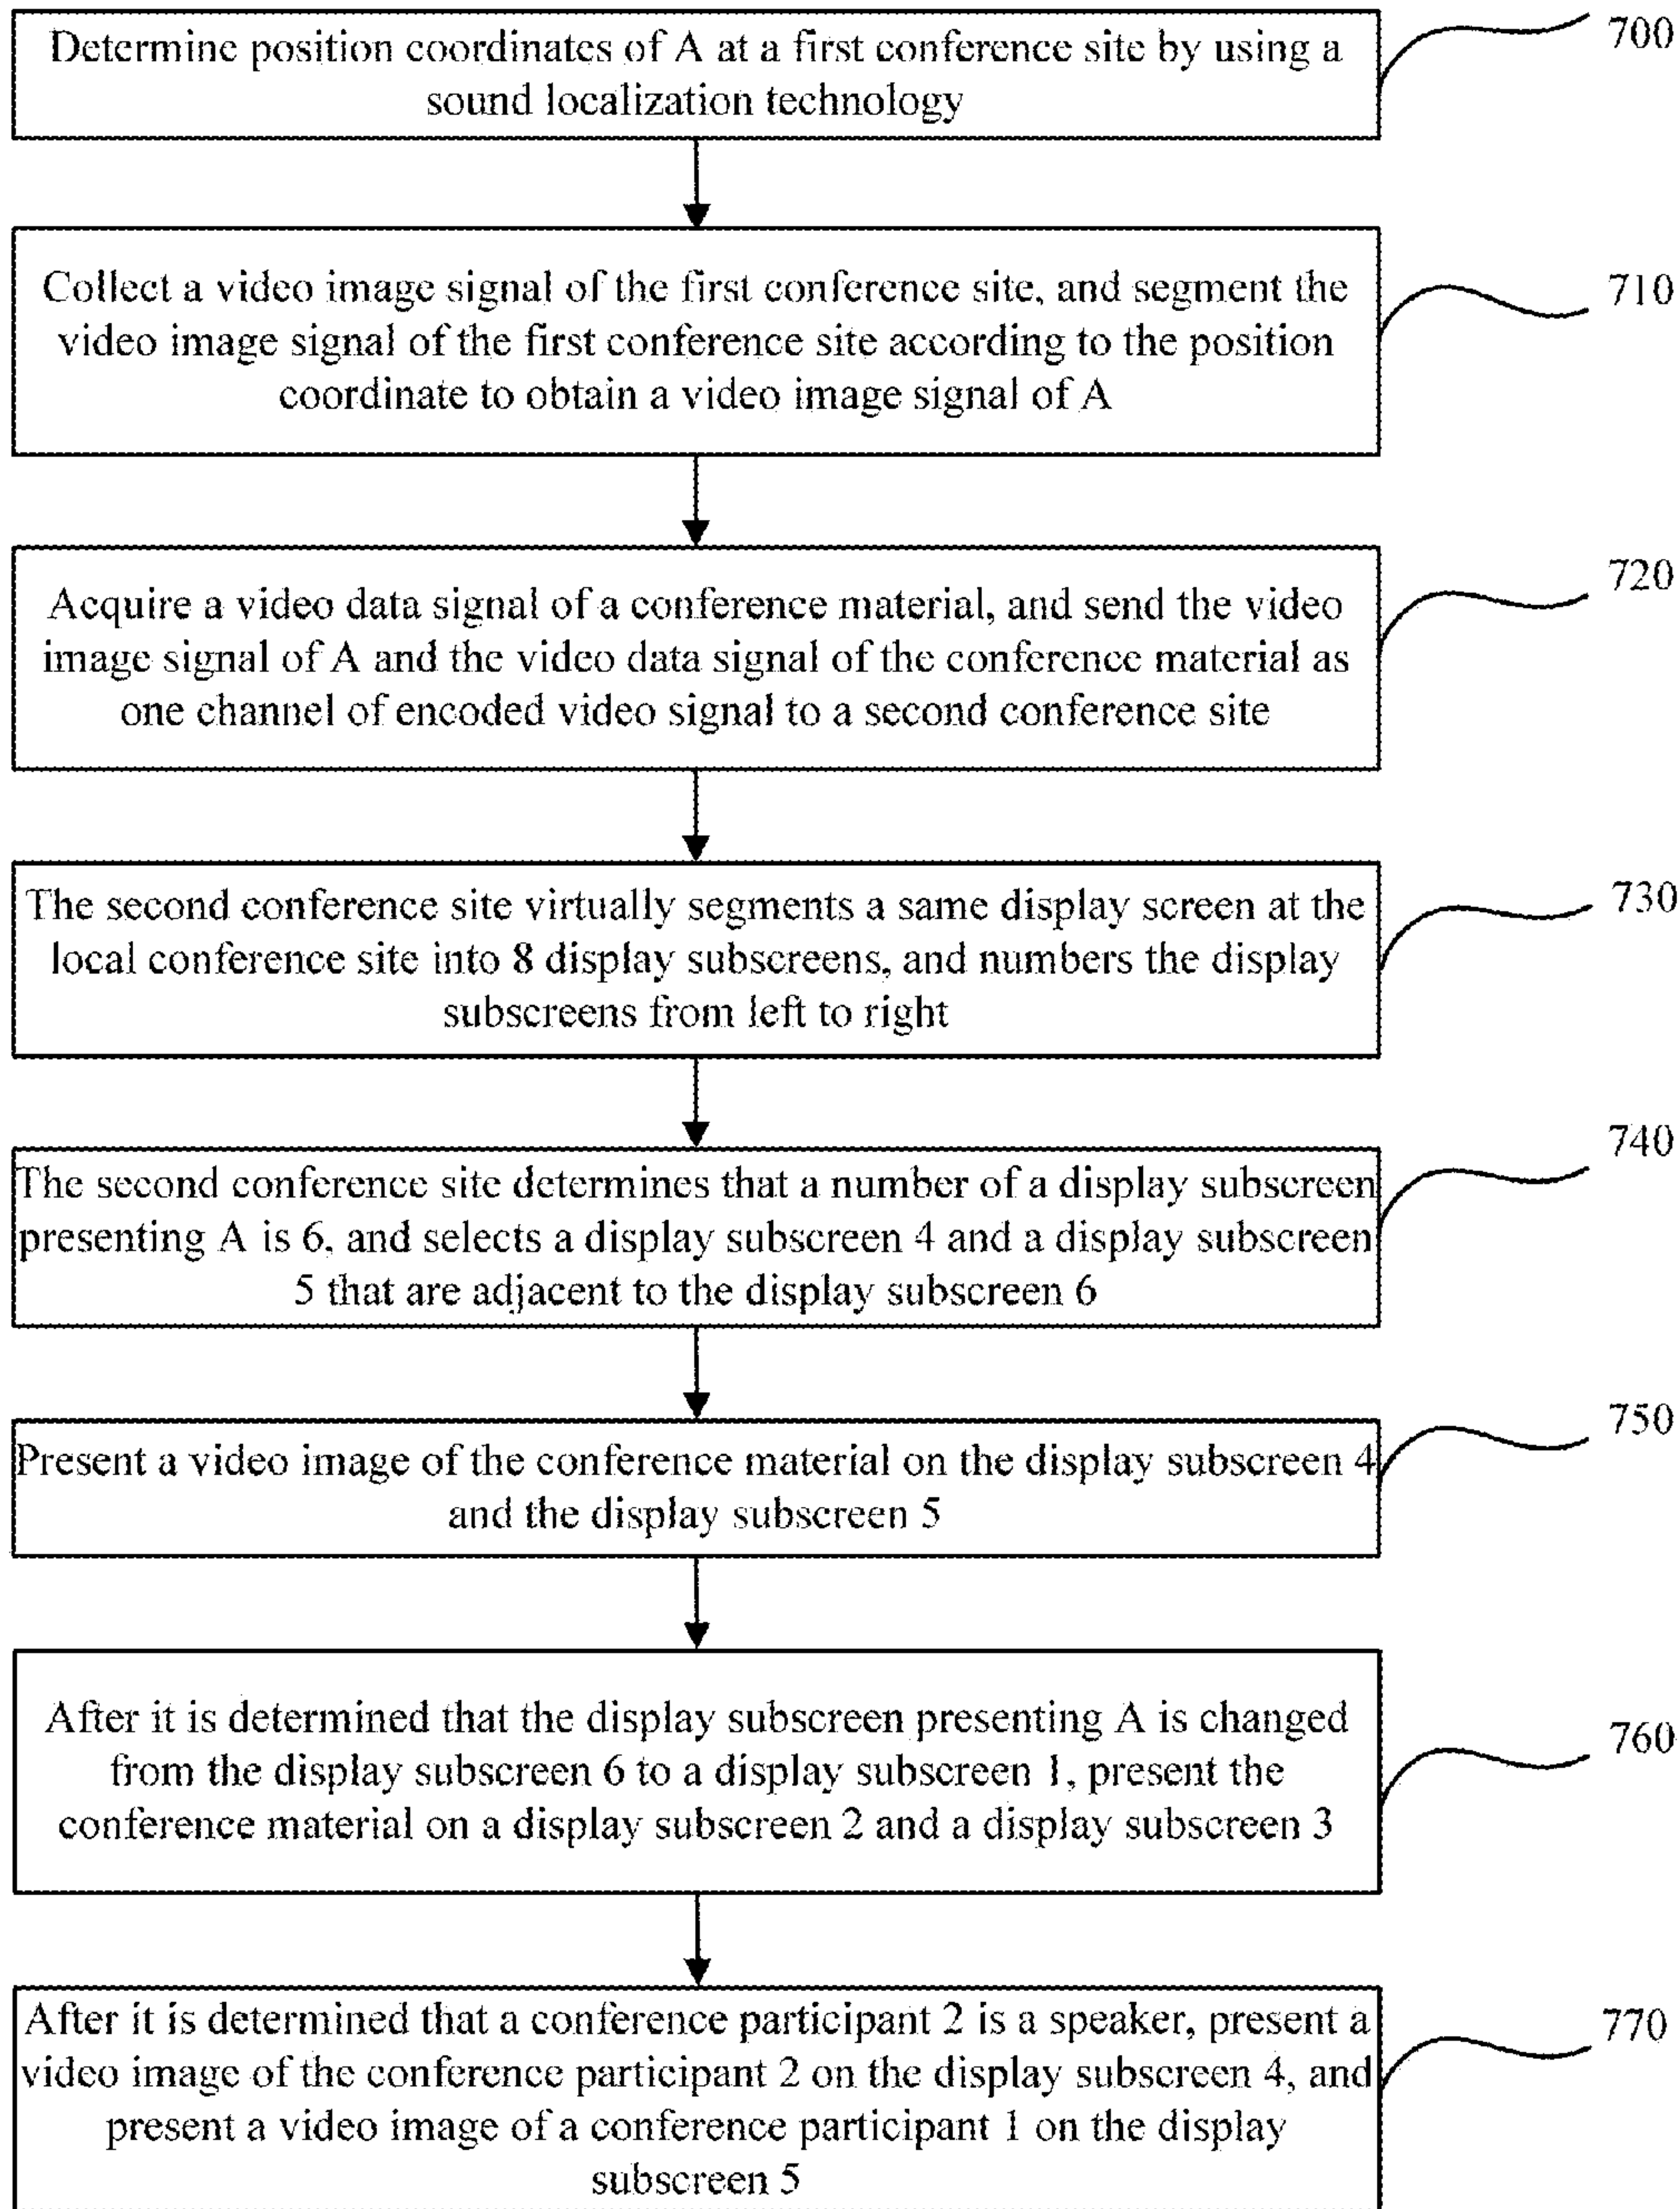 Determine position coordinates of A at a first conference site by using a
sound localization technology
700
Collect a video image signal of the first conference site, and segment the
video image signal of the first conference site according to the position
coordinate to obtain a video image signal of A
710
Acquire a video data signal of a conference material, and send the video
image signal of A and the video data signal of the conference material as
one channel of encoded video signal to a second conference site
720
The second conference site virtually segments a same display screen at the
local conference site into 8 display subscreens, and numbers the display
subscreens from left to right
730
The second conference site determines that a number of a display subscreen
presenting A is 6, and selects a display subscreen 4 and a display subscreen
5 that are adjacent to the display subscreen 6
740
Present a video image of the conference material on the display subscreen 4
and the display subscreen 5
750
After it is determined that the display subscreen presenting A is changed
from the display subscreen 6 to a display subscreen 1, present the
conference material on a display subscreen 2 and a display subscreen 3
760
After it is determined that a conference participant 2 is a speaker, present a
video image of the conference participant 2 on the display subscreen 4, and
present a video image of a conference participant 1 on the display
subscreen 5
770